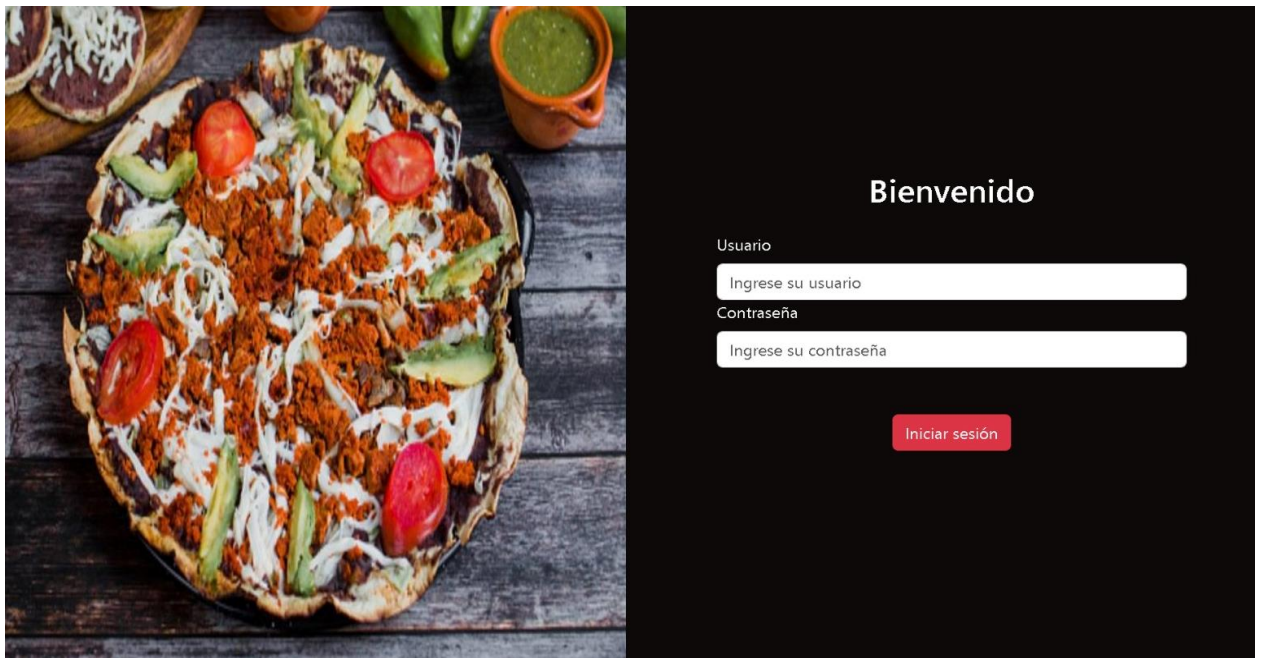 Bienvenido
Usuario
Ingrese su usuario
Contraseña
Ingrese su contraseña
Iniciar sesión